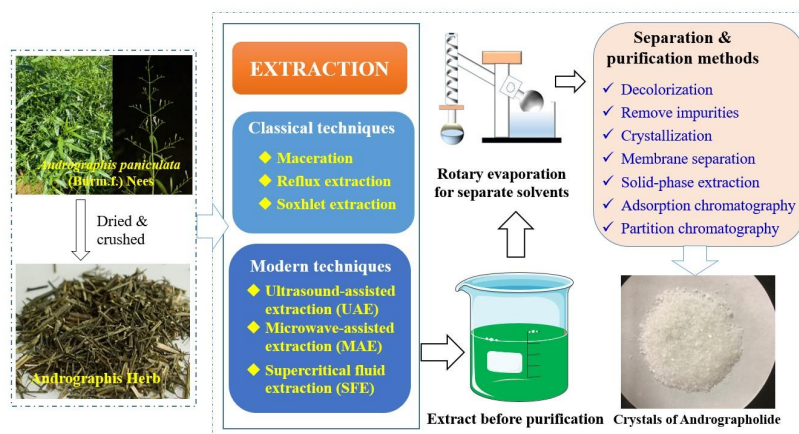 Andrographis paniculata
(Burm.f.) Nees
Dried &
crushed
Andrographis Herb
EXTRACTION
Classical techniques
◆ Maceration
◆ Reflux extraction
◆ Soxhlet extraction
Modern techniques
◆ Ultrasound-assisted
extraction (UAE)
◆ Microwave-assisted
extraction (MAE)
◆ Supercritical fluid
extraction (SFE)
Extract before purification
Rotary evaporation
for separate solvents
Separation &
purification methods
✓ Decolorization
✓ Remove impurities
✓ Crystallization
✓ Membrane separation
✓ Solid-phase extraction
✓ Adsorption chromatography
✓ Partition chromatography
Crystals of Andrographolide